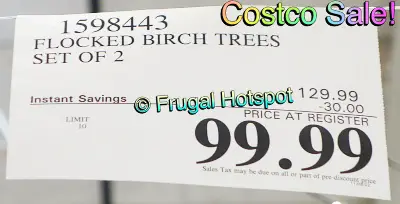 Costco Sale!
1598443
FLOCKED BIRCH TREES
SET OF 2
Instant Savings
129.99
-30.00
© Frugal Hotspot
LIMIT
10
PRICE AT REGISTER
99.99
Sales Tax may be due on all or part of pre-discount price